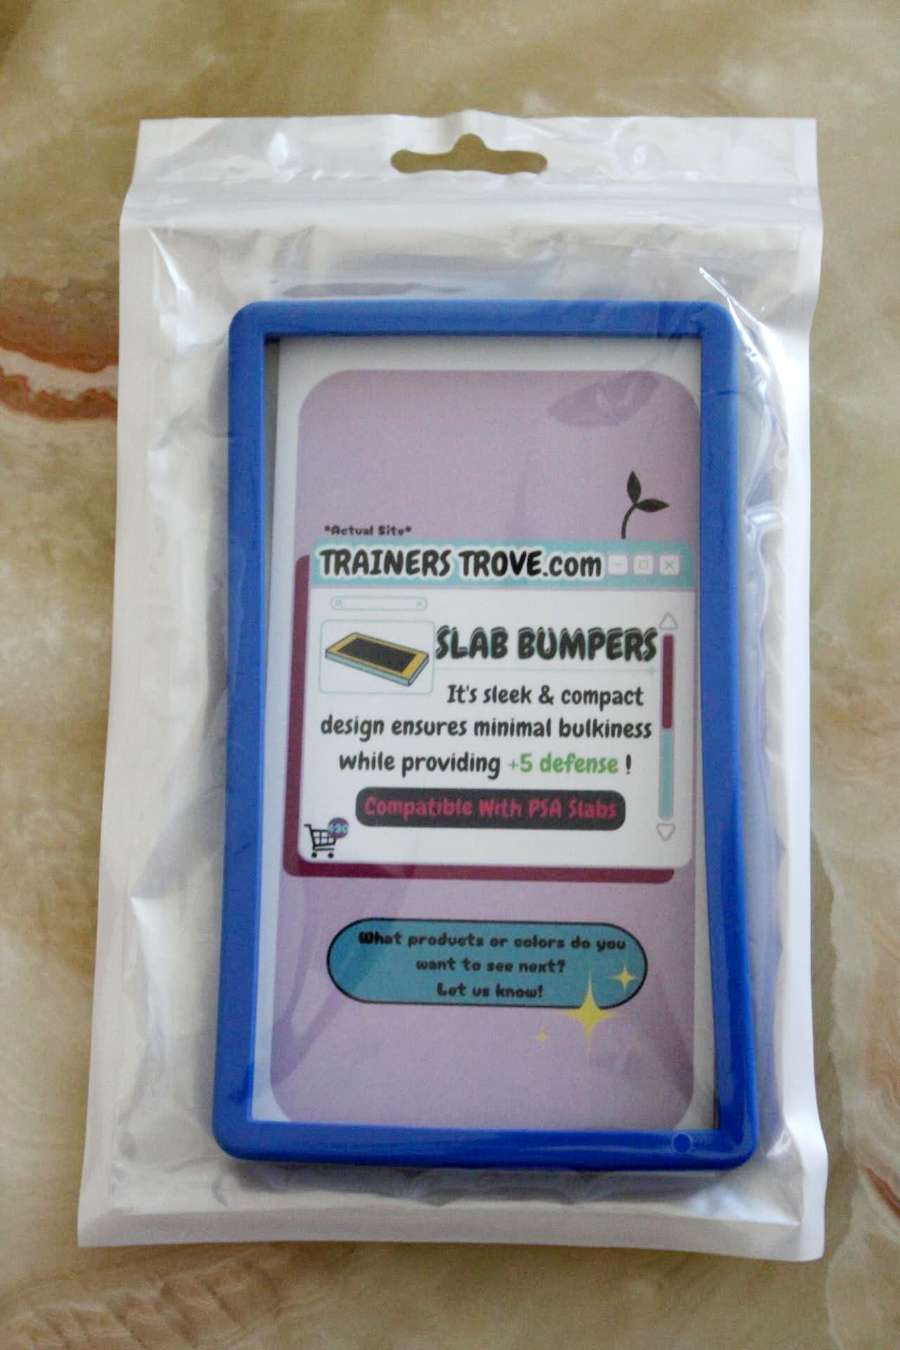 *Actual Site*
TRAINERS TROVE.com
SLAB BUMPERS
It's sleek & compact
design ensures minimal bulkiness
while providing +5 defense !
Compatible With PSA Slabs
What products or colors do you
want to see next?
Let us know!